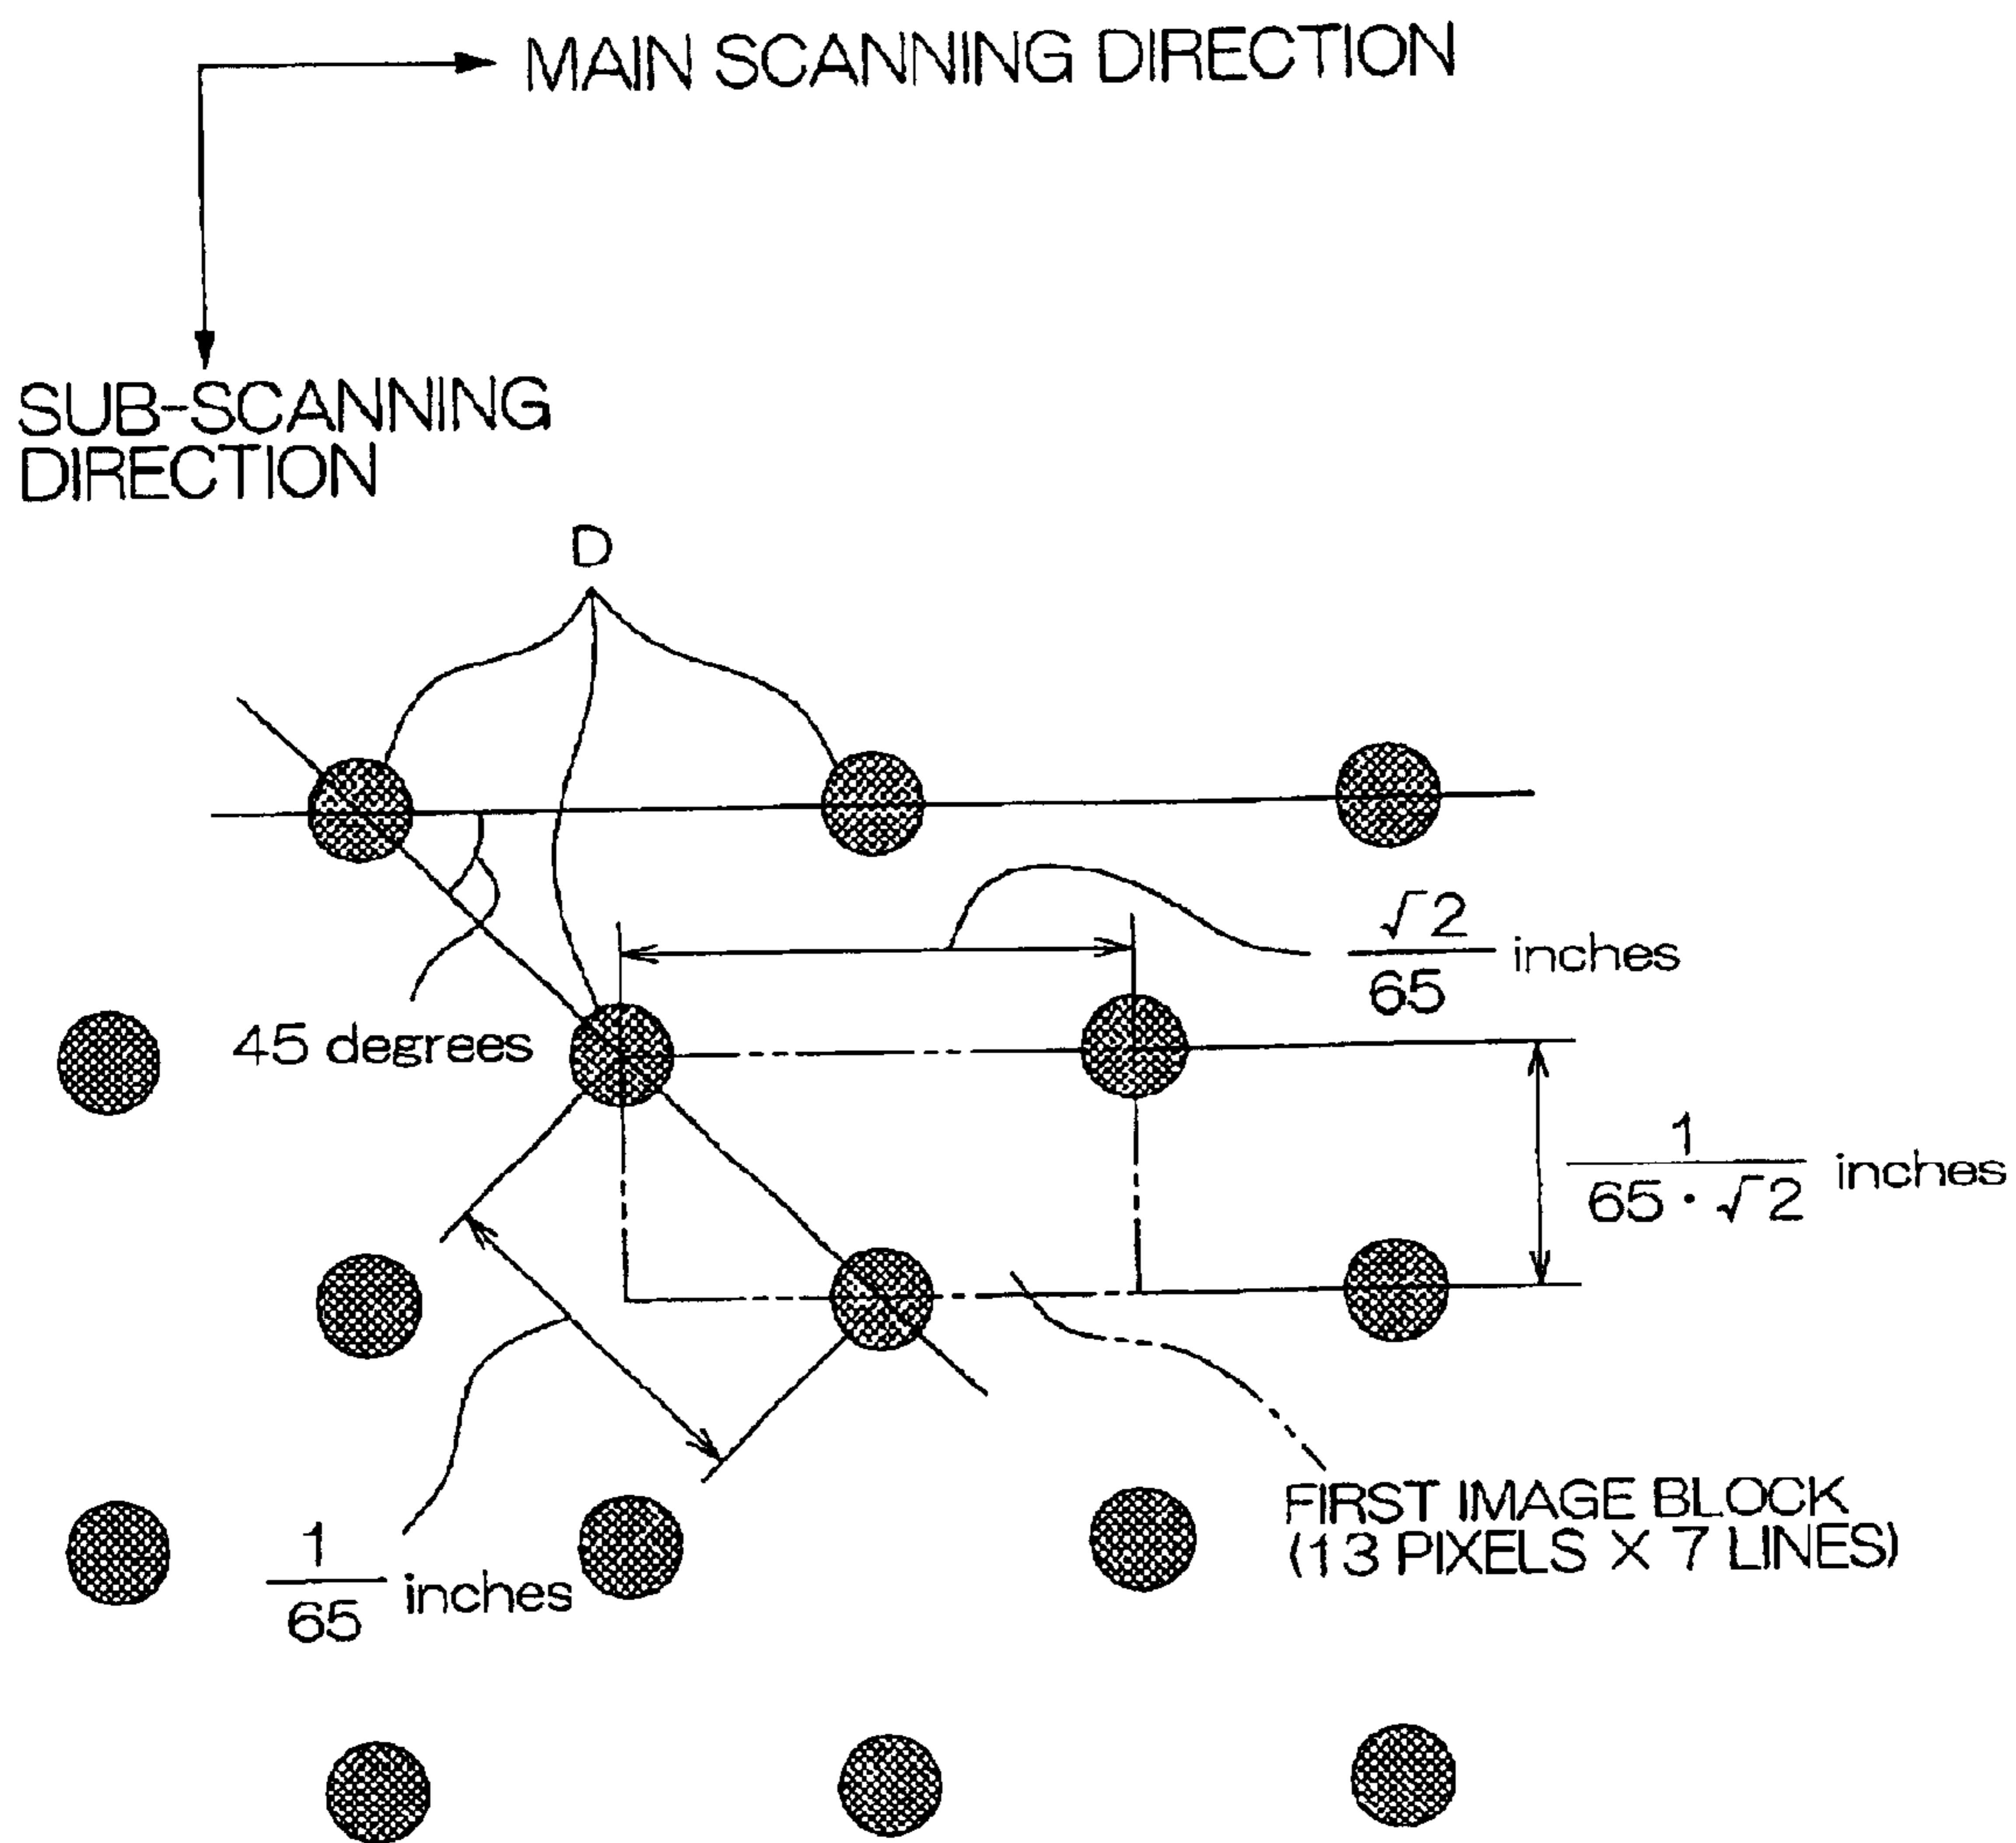 MAIN SCANNING DIRECTION
SUB-SCANNING
DIRECTION
D
√2
65
inches
45 degrees
1
65 · √2
inches
FIRST IMAGE BLOCK
(13 PIXELS X 7 LINES)
1
65
inches